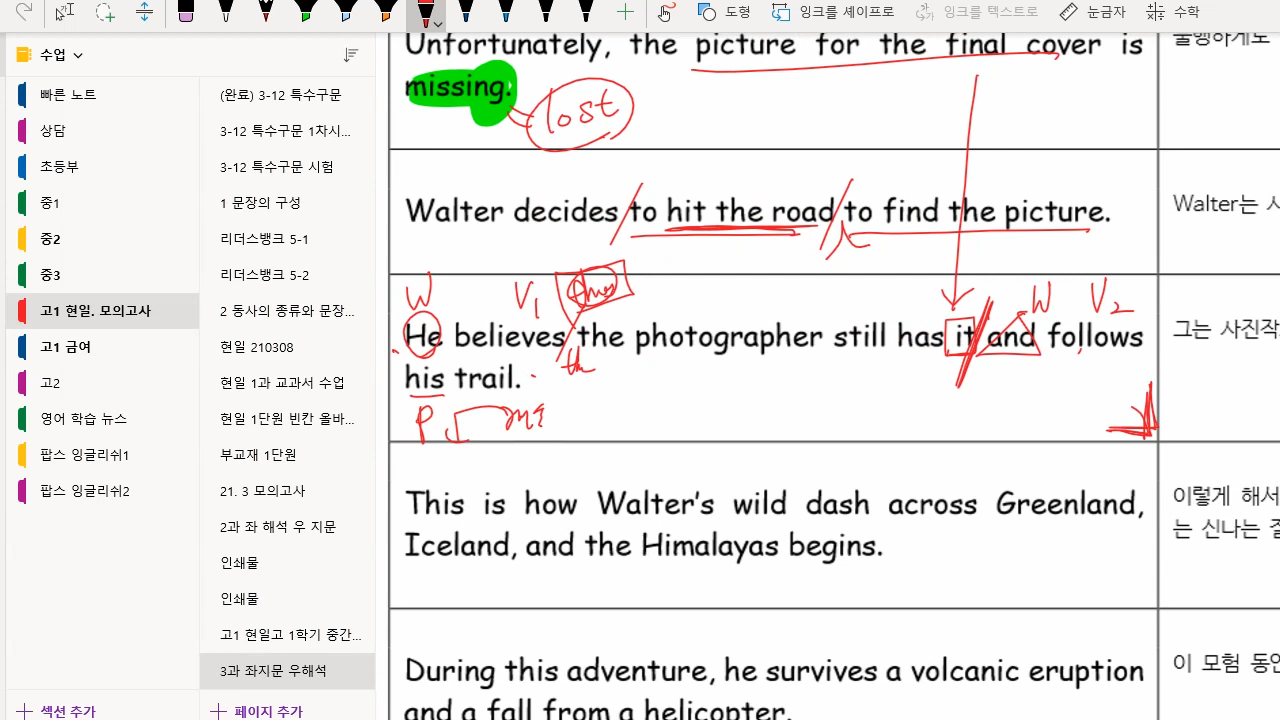 도형
잉크를 셰이프로
잉크를 텍스트로
눈금자
수학
수업
빠른 노트
상담
초등부
중1
중2
중3
고1 현일. 모의고사
고1 금여
고2
영어 학습 뉴스
팝스 잉글리쉬1
팝스 잉글리쉬2
섹션 추가
(완료) 3-12 특수구문
3-12 특수구문 1차시...
3-12 특수구문 시험
1 문장의 구성
리더스뱅크 5-1
리더스뱅크 5-2
2 동사의 종류와 문장...
현일 210308
현일 1과 교과서 수업
현일 1단원 빈칸 올바...
부교재 1단원
21. 3 모의고사
2과 좌 해석 우 지문
인쇄물
인쇄물
고1 현일고 1학기 중간...
3과 좌지문 우해석
페이지 추가
Unfortunately, the picture for the final cover is
missing.
lost
Walter decides to hit the road to find the picture.
W V1 W V2
He believes the photographer still has it and follows
his trail.
P
This is how Walter's wild dash across Greenland,
Iceland, and the Himalayas begins.
During this adventure, he survives a volcanic eruption
and a fall from a helicopter.
불행하게도
Walter는 사
그는 사진작
이렇게 해서
는 신나는 질
이 모험 동안